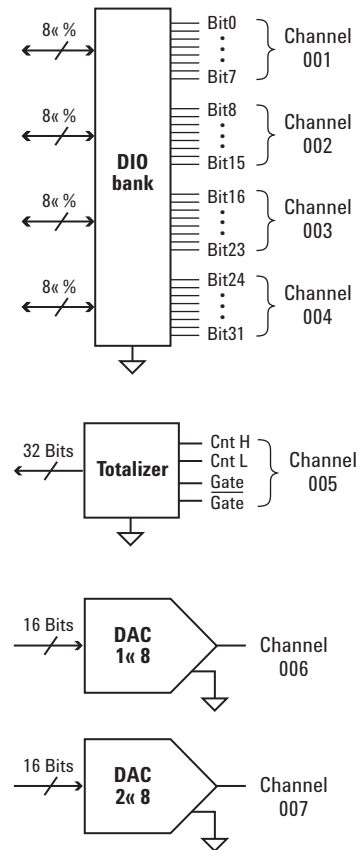 8« %
Bit0
Bit7
Channel
001
8« %
Bit8
Bit15
Channel
002
DIO
bank
8« %
Bit16
Bit23
Channel
003
8« %
Bit24
Bit31
Channel
004
32 Bits
Totalizer
Cnt H
Cnt L
Gate
Gate
Channel
005
16 Bits
DAC
1« 8
Channel
006
16 Bits
DAC
2« 8
Channel
007